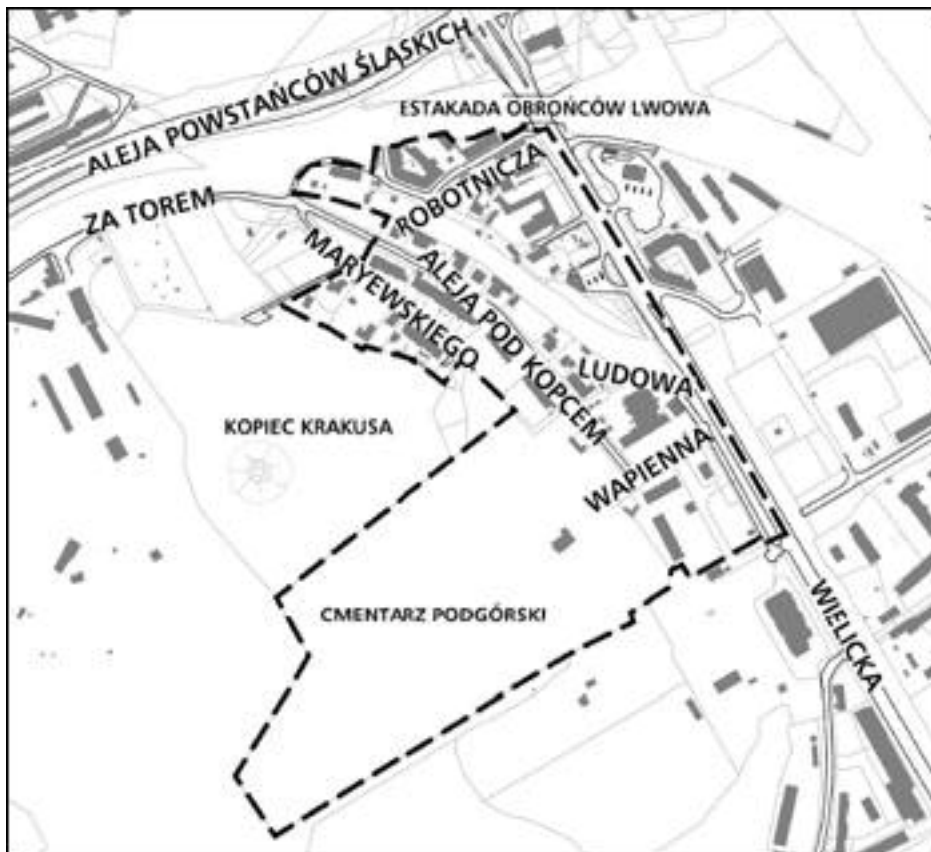 ALEJA POWSTAŃCÓW ŚLĄSKICH
ESTAKADA OBROŃCÓW LWOWA
ROBOTNICZA
ZA TOREM
MARYEWSKIEGO
ALEJA POD KOPCEM
LUDOWA
KOPIEC KRAKUSA
WAPIENNA
CMENTARZ PODGÓRSKI
WIELICKA